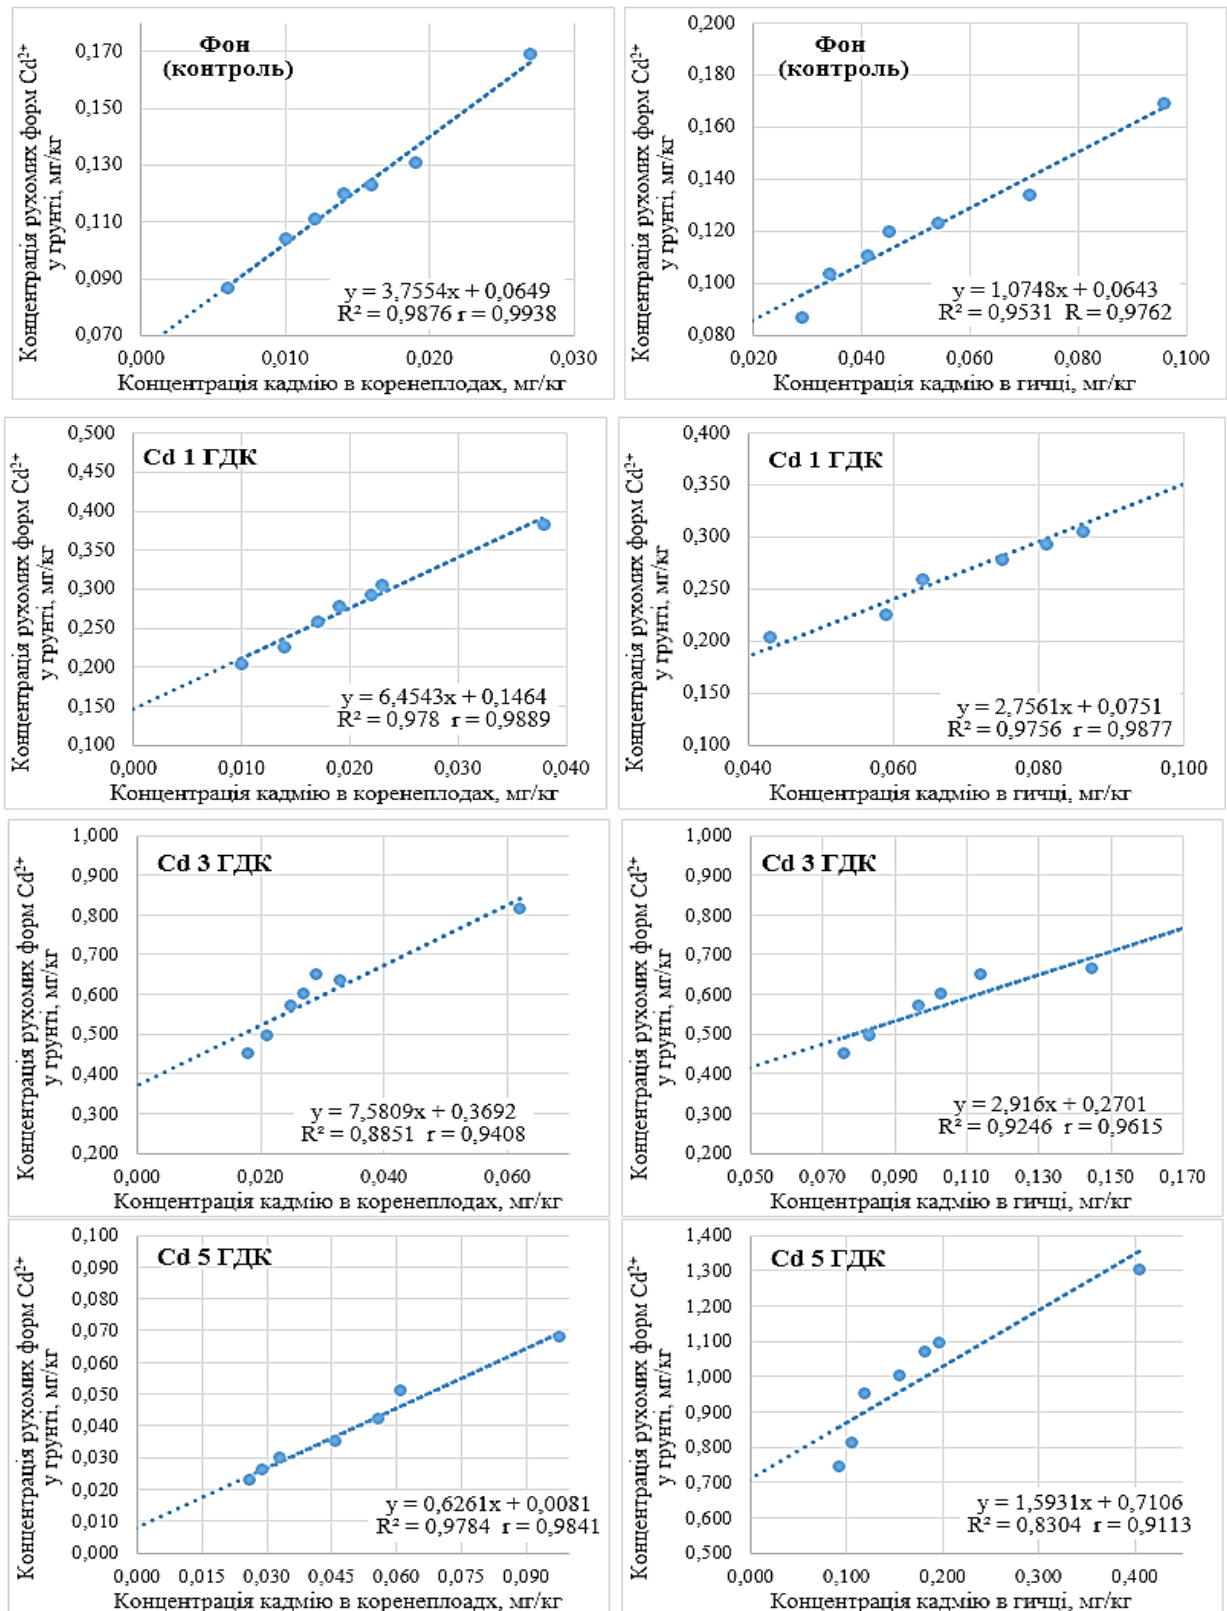 Концентрація рухомих форм Cd²⁺
у грунті, мг/кг
Фон
(контроль)
0,170
0,150
0,130
0,110
0,090
0,070
y = 3,7554x + 0,0649
R² = 0,9876 r = 0,9938
0,000 0,010 0,020 0,030
Концентрація кадмію в коренеплодах, мг/кг
Концентрація рухомих форм Cd²⁺
у грунті, мг/кг
Фон
(контроль)
0,200
0,180
0,160
0,140
0,120
0,100
0,080
y = 1,0748x + 0,0643
R² = 0,9531 R = 0,9762
0,020 0,040 0,060 0,080 0,100
Концентрація кадмію в гичці, мг/кг
Концентрація рухомих форм Cd²⁺
у грунті, мг/кг
Cd 1 ГДК
0,500
0,450
0,400
0,350
0,300
0,250
0,200
0,150
0,100
y = 6,4543x + 0,1464
R² = 0,978 r = 0,9889
0,000 0,010 0,020 0,030 0,040
Концентрація кадмію в коренеплодах, мг/кг
Концентрація рухомих форм Cd²⁺
у грунті, мг/кг
Cd 1 ГДК
0,400
0,350
0,300
0,250
0,200
0,150
0,100
y = 2,7561x + 0,0751
R² = 0,9756 r = 0,9877
0,040 0,060 0,080 0,100
Концентрація кадмію в гичці, мг/кг
Концентрація рухомих форм Cd²⁺
у грунті, мг/кг
Cd 3 ГДК
1,000
0,900
0,800
0,700
0,600
0,500
0,400
0,300
0,200
y = 7,5809x + 0,3692
R² = 0,8851 r = 0,9408
0,000 0,020 0,040 0,060
Концентрація кадмію в коренеплодах, мг/кг
Концентрація рухомих форм Cd²⁺
у грунті, мг/кг
Cd 3 ГДК
1,000
0,900
0,800
0,700
0,600
0,500
0,400
0,300
0,200
y = 2,916x + 0,2701
R² = 0,9246 r = 0,9615
0,050 0,070 0,090 0,110 0,130 0,150 0,170
Концентрація кадмію в гичці, мг/кг
Концентрація рухомих форм Cd²⁺
у грунті, мг/кг
Cd 5 ГДК
0,100
0,090
0,080
0,070
0,060
0,050
0,040
0,030
0,020
0,010
0,000
y = 0,6261x + 0,0081
R² = 0,9784 r = 0,9841
0,000 0,015 0,030 0,045 0,060 0,075 0,090
Концентрація кадмію в коренеплоадх, мг/кг
Концентрація рухомих форм Cd²⁺
у грунті, мг/кг
Cd 5 ГДК
1,400
1,300
1,200
1,100
1,000
0,900
0,800
0,700
0,600
0,500
y = 1,5931x + 0,7106
R² = 0,8304 r = 0,9113
0,000 0,100 0,200 0,300 0,400
Концентрація кадмію в гичці, мг/кг